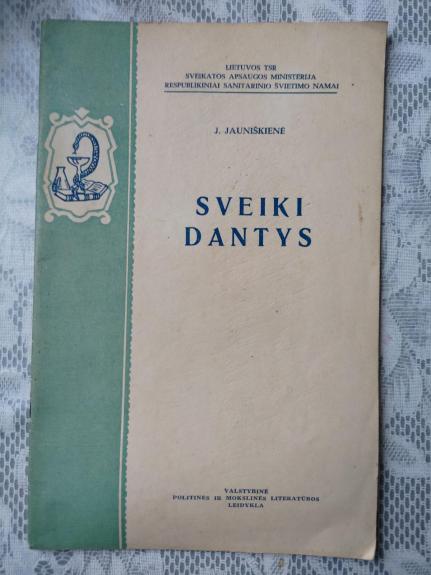 LIETUVOS TSR
SVEIKATOS APSAUGOS MINISTERIJA
RESPUBLIKINIAI SANITARINIO ŠVIETIMO NAMAI
J. JAUNIŠKIENĖ
SVEIKI
DANTYS
VALSTYBINĖ
POLITINĖS IR MOKSLINĖS LITERATŪROS
LEIDYKLA